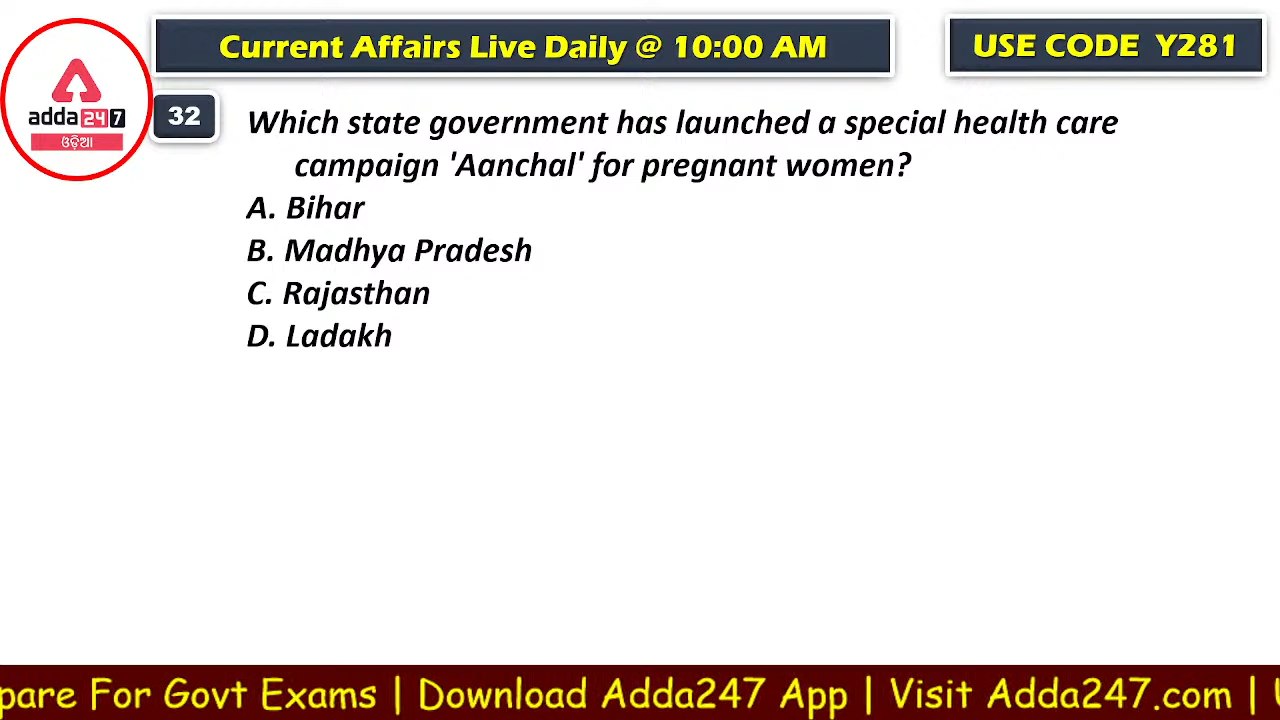 Current Affairs Live Daily @ 10:00 AM
USE CODE Y281
adda247
ଓଡ଼ିଆ
32
Which state government has launched a special health care
campaign 'Aanchal' for pregnant women?
A. Bihar
B. Madhya Pradesh
C. Rajasthan
D. Ladakh
pare For Govt Exams | Download Adda247 App | Visit Adda247.com |